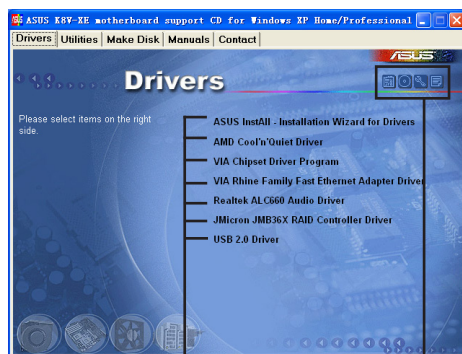 ASUS K8V-XE motherboard support CD for Windows XP Home/Professional
Drivers Utilities Make Disk Manuals Contact
ASUS
Drivers
Please select items on the right
side.
ASUS InstAll - Installation Wizard for Drivers
AMD Cool'n'Quiet Driver
VIA Chipset Driver Program
VIA Rhine Family Fast Ethernet Adapter Driver
Realtek ALC660 Audio Driver
JMicron JMB36X RAID Controller Driver
USB 2.0 Driver